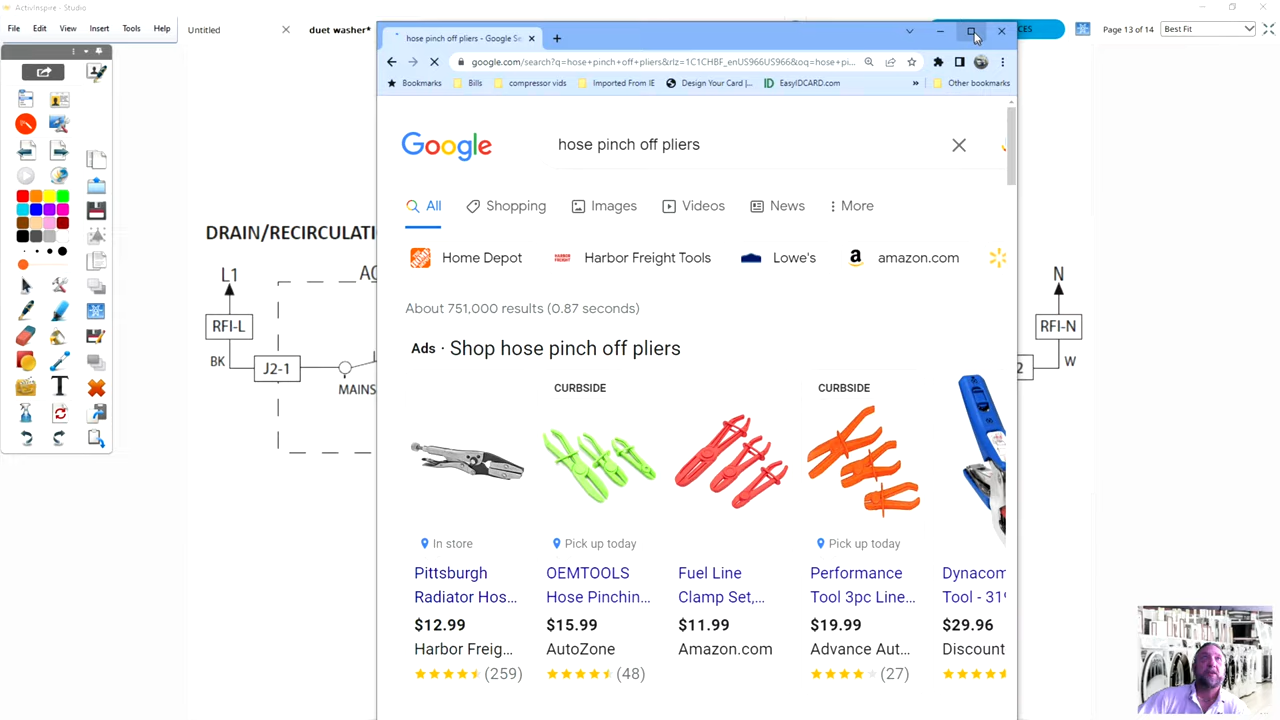 ActivInspire - Studio
File Edit View Insert Tools Help
Untitled
duet washer*
Page 13 of 14
Best Fit
hose pinch off pliers - Google Se
google.com/search?q=hose+pinch+off+pliers&rlz=1C1CHBF_enUS966US966&oq=hose+pi...
Bookmarks Bills compressor vids Imported From IE Design Your Card |... EasyIDCARD.com » Other bookmarks
Google
hose pinch off pliers
All Shopping Images Videos News More
Home Depot Harbor Freight Tools Lowe's amazon.com
About 751,000 results (0.87 seconds)
Ads · Shop hose pinch off pliers
CURBSIDE CURBSIDE
In store Pick up today Pick up today
Pittsburgh
Radiator Hos...
$12.99
Harbor Freig...
(259)
OEMTOOLS
Hose Pinchin...
$15.99
AutoZone
(48)
Fuel Line
Clamp Set,...
$11.99
Amazon.com
Performance
Tool 3pc Line...
$19.99
Advance Aut...
(27)
Dynacom
Tool - 319
$29.96
Discount
DRAIN/RECIRCULATI
L1
AC
RFI-L
BK
J2-1
MAINS
N
RFI-N
2
W